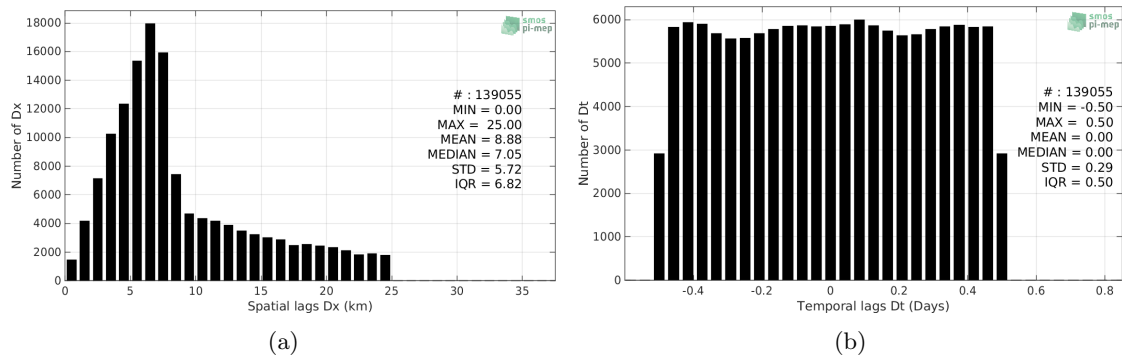 smos
pi-mep
18000
16000
14000
12000
10000
8000
6000
4000
2000
0
Number of Dx
# : 139055
MIN = 0.00
MAX = 25.00
MEAN = 8.88
MEDIAN = 7.05
STD = 5.72
IQR = 6.82
0 5 10 15 20 25 30 35
Spatial lags Dx (km)
(a)
smos
pi-mep
6000
5000
4000
3000
2000
1000
0
Number of Dt
# : 139055
MIN = -0.50
MAX = 0.50
MEAN = 0.00
MEDIAN = 0.00
STD = 0.29
IQR = 0.50
-0.4 -0.2 0 0.2 0.4 0.6 0.8
Temporal lags Dt (Days)
(b)